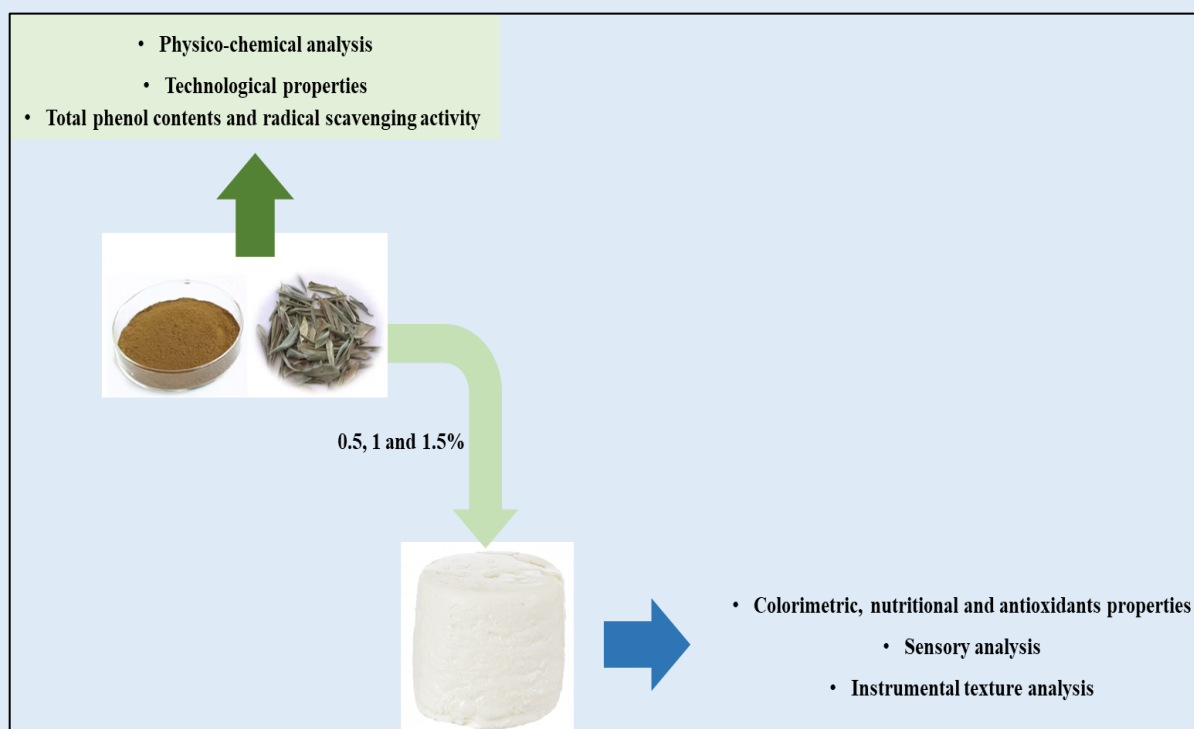 • Physico-chemical analysis
• Technological properties
• Total phenol contents and radical scavenging activity
0.5, 1 and 1.5%
• Colorimetric, nutritional and antioxidants properties
• Sensory analysis
• Instrumental texture analysis